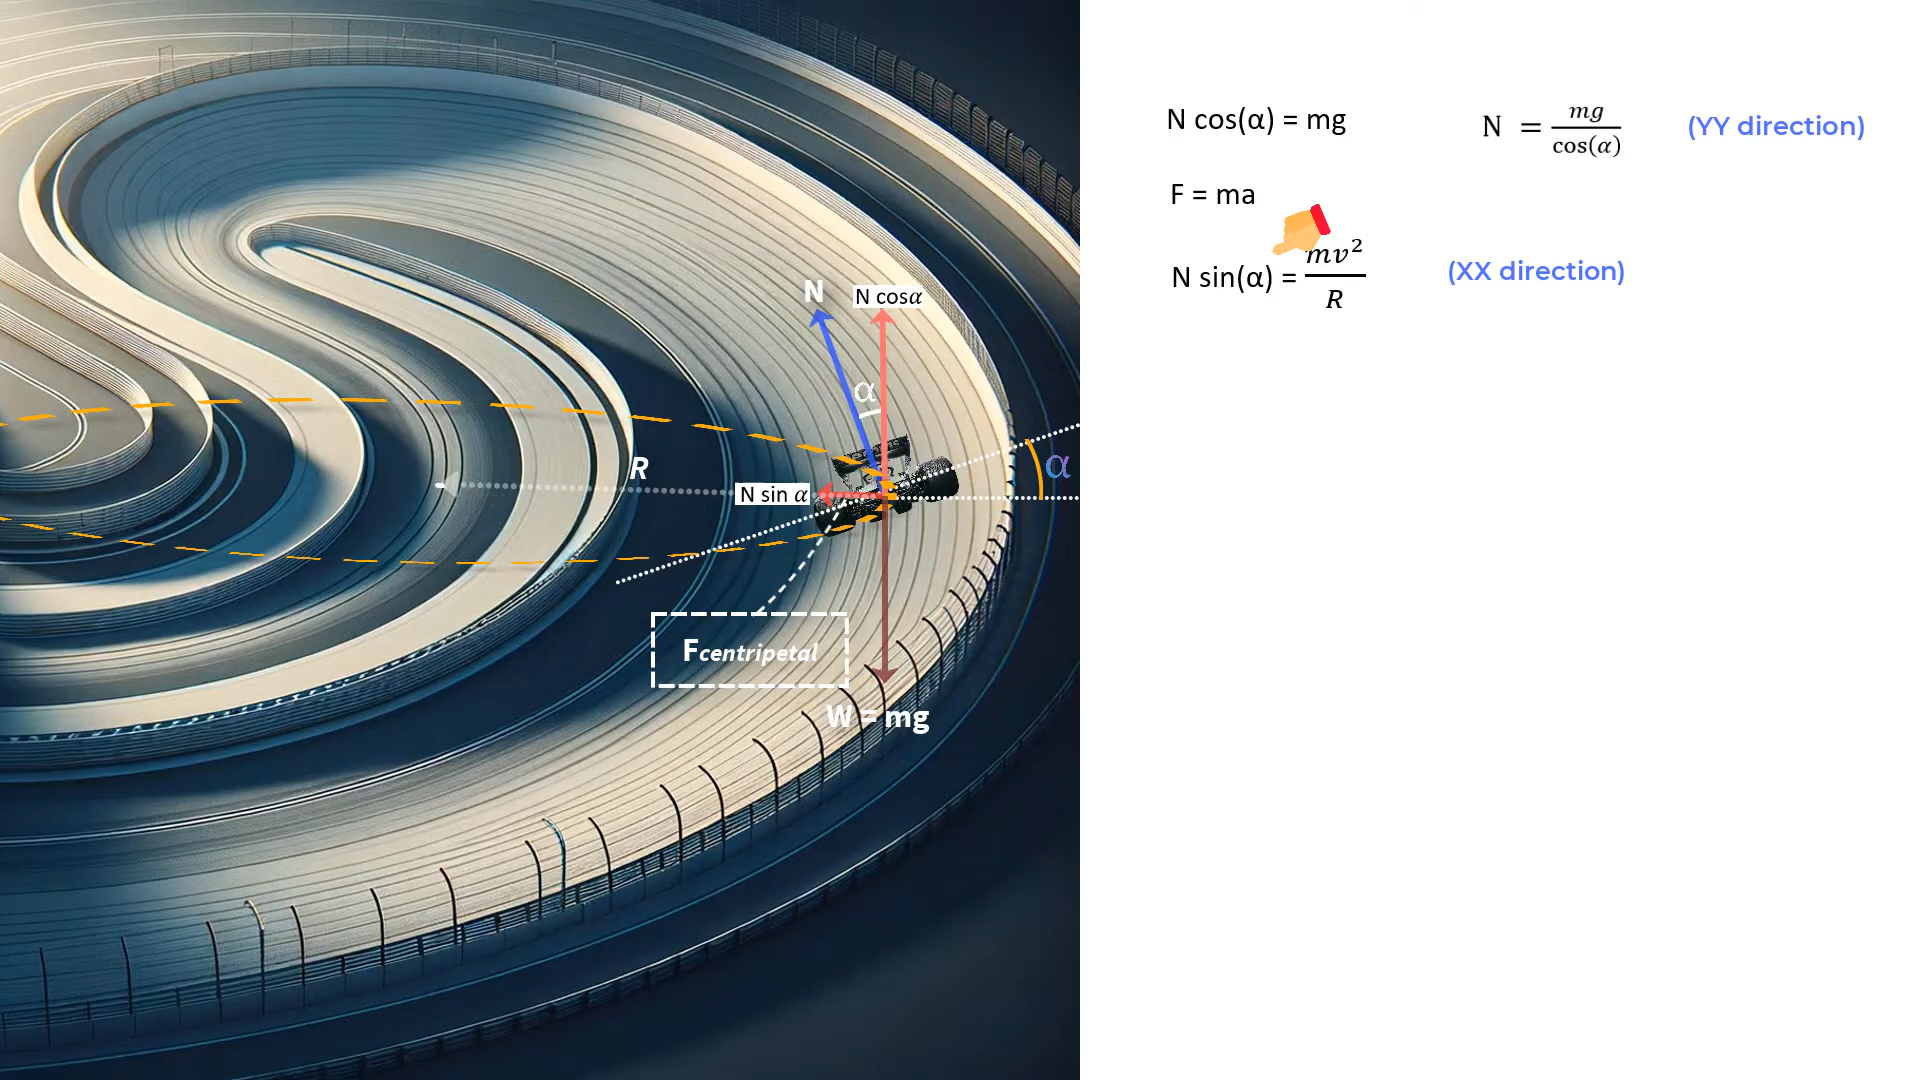 N cos(α) = mg
N = mg / cos(α)
(YY direction)
F = ma
N sin(α) = mv² / R
(XX direction)
N
N cosα
α
R
N sin α
α
Fcentripetal
W = mg